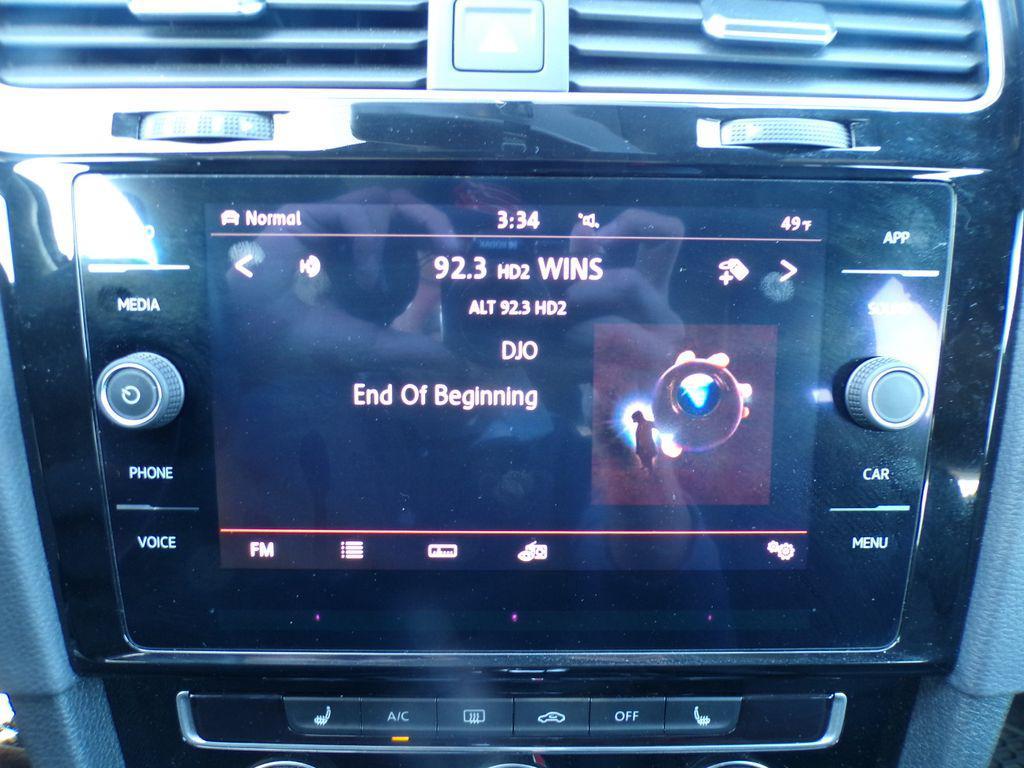 Normal 3:34 49°F
APP
92.3 HD2 WINS
MEDIA
ALT 92.3 HD2
SOUND
DJO
End Of Beginning
PHONE
CAR
VOICE
FM
MENU
A/C
OFF